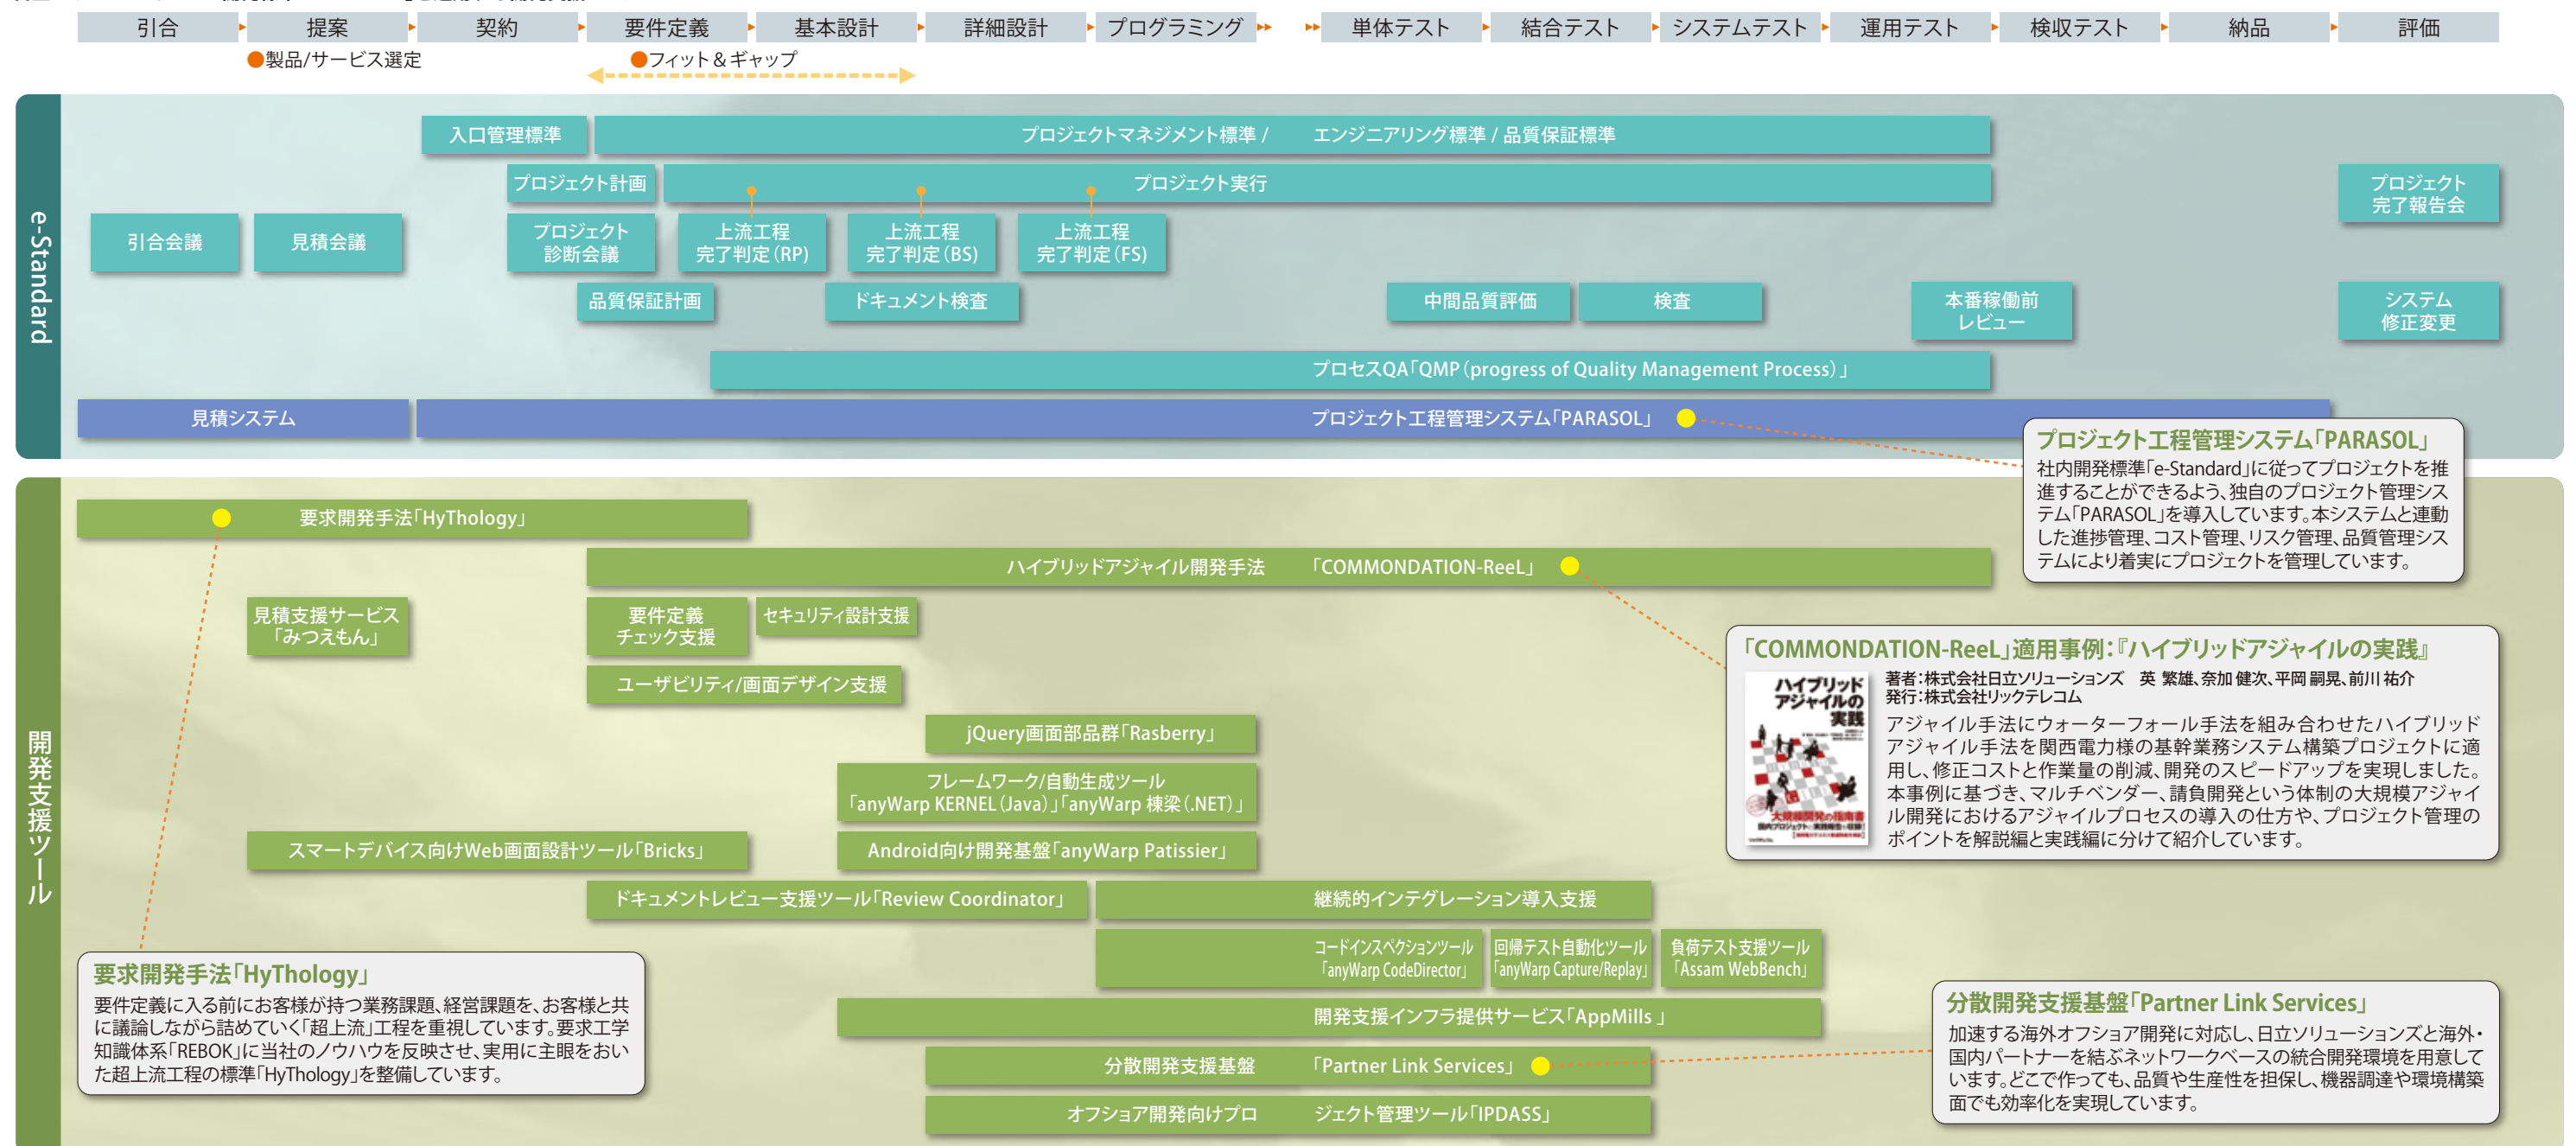 引合
提案
契約
要件定義
基本設計
詳細設計
プログラミング
単体テスト
結合テスト
システムテスト
運用テスト
検収テスト
納品
評価
●製品/サービス選定
●フィット&ギャップ
e-Standard
入口管理標準
プロジェクトマネジメント標準 / エンジニアリング標準 / 品質保証標準
プロジェクト計画
プロジェクト実行
プロジェクト
完了報告会
引合会議
見積会議
プロジェクト
診断会議
上流工程
完了判定(RP)
上流工程
完了判定(BS)
上流工程
完了判定(FS)
品質保証計画
ドキュメント検査
中間品質評価
検査
本番稼働前
レビュー
システム
修正変更
プロセスQA「QMP(progress of Quality Management Process)」
見積システム
プロジェクト工程管理システム「PARASOL」
プロジェクト工程管理システム「PARASOL」
社内開発標準「e-Standard」に従ってプロジェクトを推
進することができるよう、独自のプロジェクト管理シス
テム「PARASOL」を導入しています。本システムと連動
した進捗管理、コスト管理、リスク管理、品質管理シス
テムにより着実にプロジェクトを管理しています。
開発支援ツール
要求開発手法「HyThology」
ハイブリッドアジャイル開発手法 「COMMONDATION-ReeL」
見積支援サービス
「みつえもん」
要件定義
チェック支援
セキュリティ設計支援
ユーザビリティ/画面デザイン支援
jQuery画面部品群「Rasberry」
フレームワーク/自動生成ツール
「anyWarp KERNEL(Java)」「anyWarp 棟梁(.NET)」
スマートデバイス向けWeb画面設計ツール「Bricks」
Android向け開発基盤「anyWarp Patissier」
ドキュメントレビュー支援ツール「Review Coordinator」
継続的インテグレーション導入支援
コードインスペクションツール
「anyWarp CodeDirector」
回帰テスト自動化ツール
「anyWarp Capture/Replay」
負荷テスト支援ツール
「Assam WebBench」
開発支援インフラ提供サービス「AppMills 」
分散開発支援基盤 「Partner Link Services」
オフショア開発向けプロ ジェクト管理ツール「IPDASS」
「COMMONDATION-ReeL」適用事例:『ハイブリッドアジャイルの実践』
著者:株式会社日立ソリューションズ 英 繁雄、奈加 健次、平岡 嗣晃、前川 祐介
発行:株式会社リックテレコム
アジャイル手法にウォーターフォール手法を組み合わせたハイブリッド
アジャイル手法を関西電力様の基幹業務システム構築プロジェクトに適
用し、修正コストと作業量の削減、開発のスピードアップを実現しました。
本事例に基づき、マルチベンダー、請負開発という体制の大規模アジャイ
ル開発におけるアジャイルプロセスの導入の仕方や、プロジェクト管理の
ポイントを解説編と実践編に分けて紹介しています。
ハイブリッド
アジャイルの
実践
大規模開発の指南書
要求開発手法「HyThology」
要件定義に入る前にお客様が持つ業務課題、経営課題を、お客様と共
に議論しながら詰めていく「超上流」工程を重視しています。要求工学
知識体系「REBOK」に当社のノウハウを反映させ、実用に主眼をおい
た超上流工程の標準「HyThology」を整備しています。
分散開発支援基盤「Partner Link Services」
加速する海外オフショア開発に対応し、日立ソリューションズと海外・
国内パートナーを結ぶネットワークベースの統合開発環境を用意して
います。どこで作っても、品質や生産性を担保し、機器調達や環境構築
面でも効率化を実現しています。